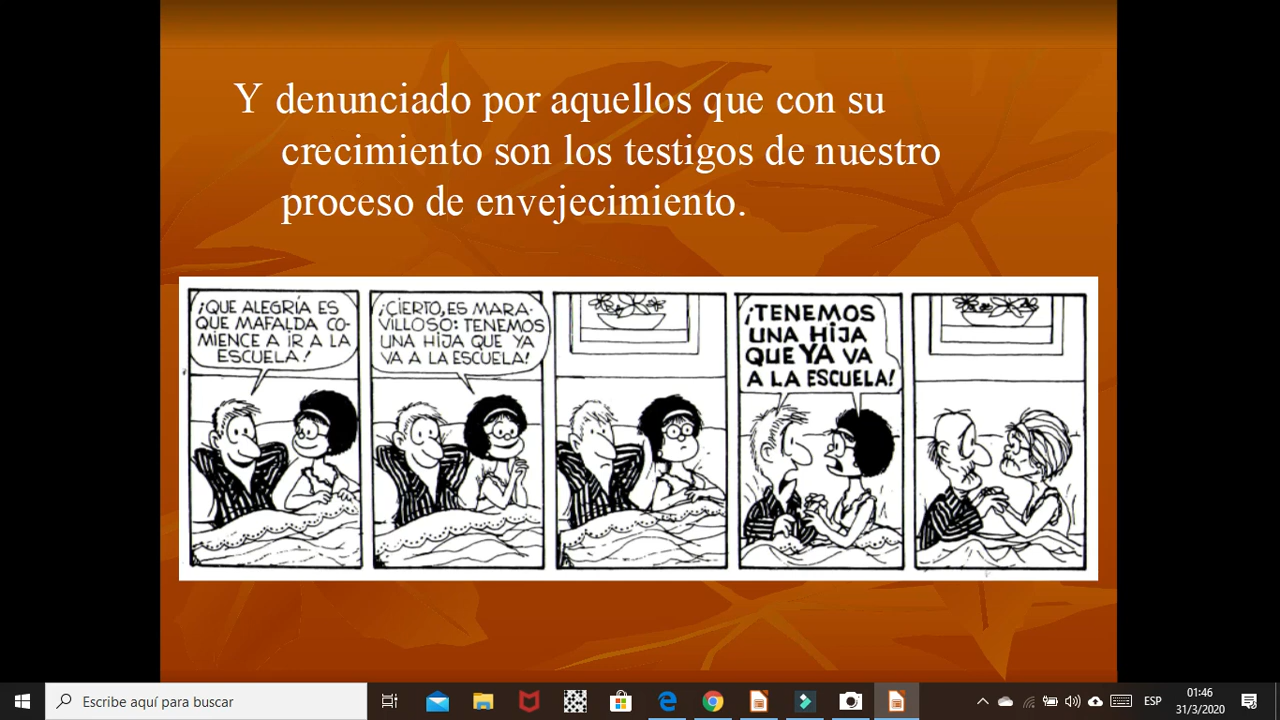 Y denunciado por aquellos que con su
crecimiento son los testigos de nuestro
proceso de envejecimiento.
¡QUE ALEGRÍA ES
QUE MAFALDA CO-
MIENCE A IR A LA
ESCUELA!
¡CIERTO, ES MARA-
VILLOSO: TENEMOS
UNA HIJA QUE YA
VA A LA ESCUELA!
¡TENEMOS
UNA HIJA
QUE YA VA
A LA ESCUELA!
Escribe aquí para buscar
ESP
01:46
31/3/2020